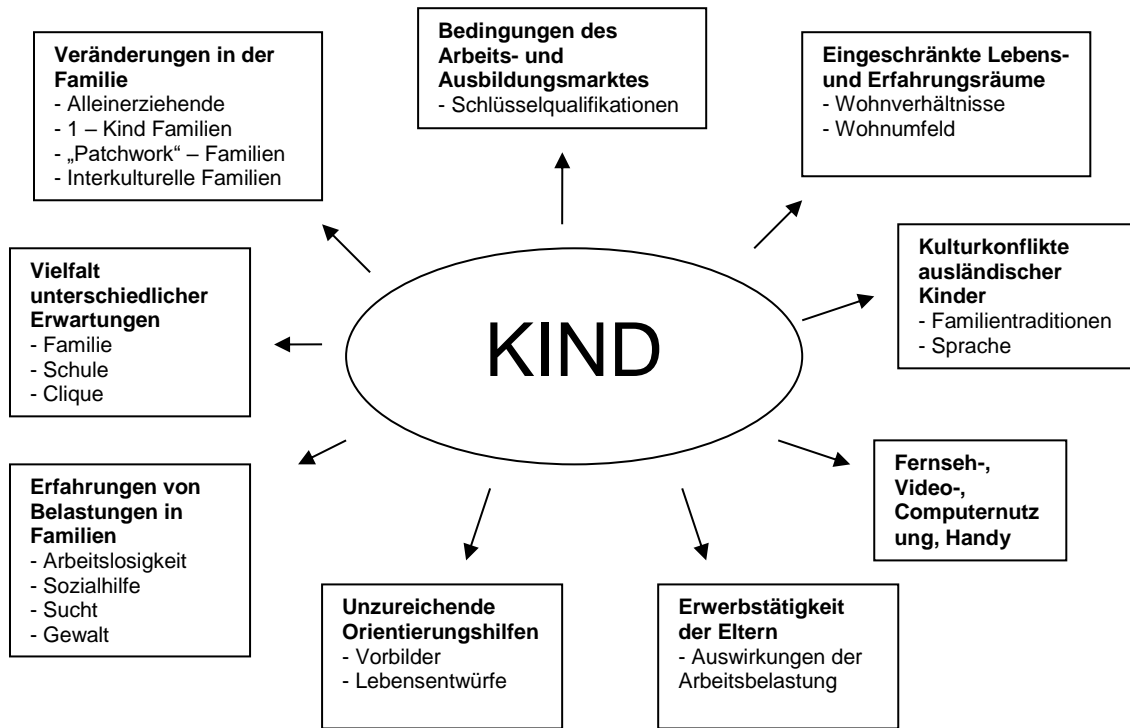 Veränderungen in der
Familie
- Alleinerziehende
- 1 – Kind Familien
- „Patchwork“ – Familien
- Interkulturelle Familien
Bedingungen des
Arbeits- und
Ausbildungsmarktes
- Schlüsselqualifikationen
Eingeschränkte Lebens-
und Erfahrungsräume
- Wohnverhältnisse
- Wohnumfeld
Vielfalt
unterschiedlicher
Erwartungen
- Familie
- Schule
- Clique
KIND
Kulturkonflikte
ausländischer
Kinder
- Familientraditionen
- Sprache
Erfahrungen von
Belastungen in
Familien
- Arbeitslosigkeit
- Sozialhilfe
- Sucht
- Gewalt
Fernseh-,
Video-,
Computernutz
ung, Handy
Unzureichende
Orientierungshilfen
- Vorbilder
- Lebensentwürfe
Erwerbstätigkeit
der Eltern
- Auswirkungen der
Arbeitsbelastung